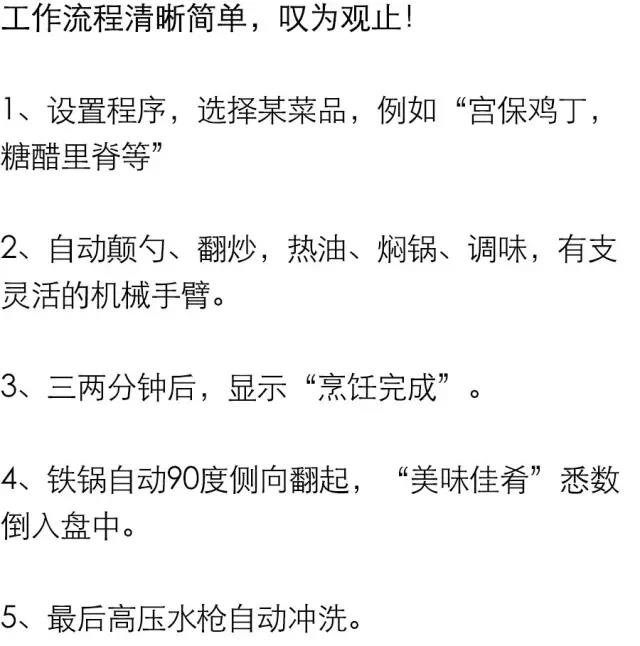 工作流程清晰简单，叹为观止！
1、设置程序，选择某菜品，例如“宫保鸡丁，
糖醋里脊等”
2、自动颠勺、翻炒，热油、焖锅、调味，有支
灵活的机械手臂。
3、三两分钟后，显示“烹饪完成”。
4、铁锅自动90度侧向翻起，“美味佳肴”悉数
倒入盘中。
5、最后高压水枪自动冲洗。